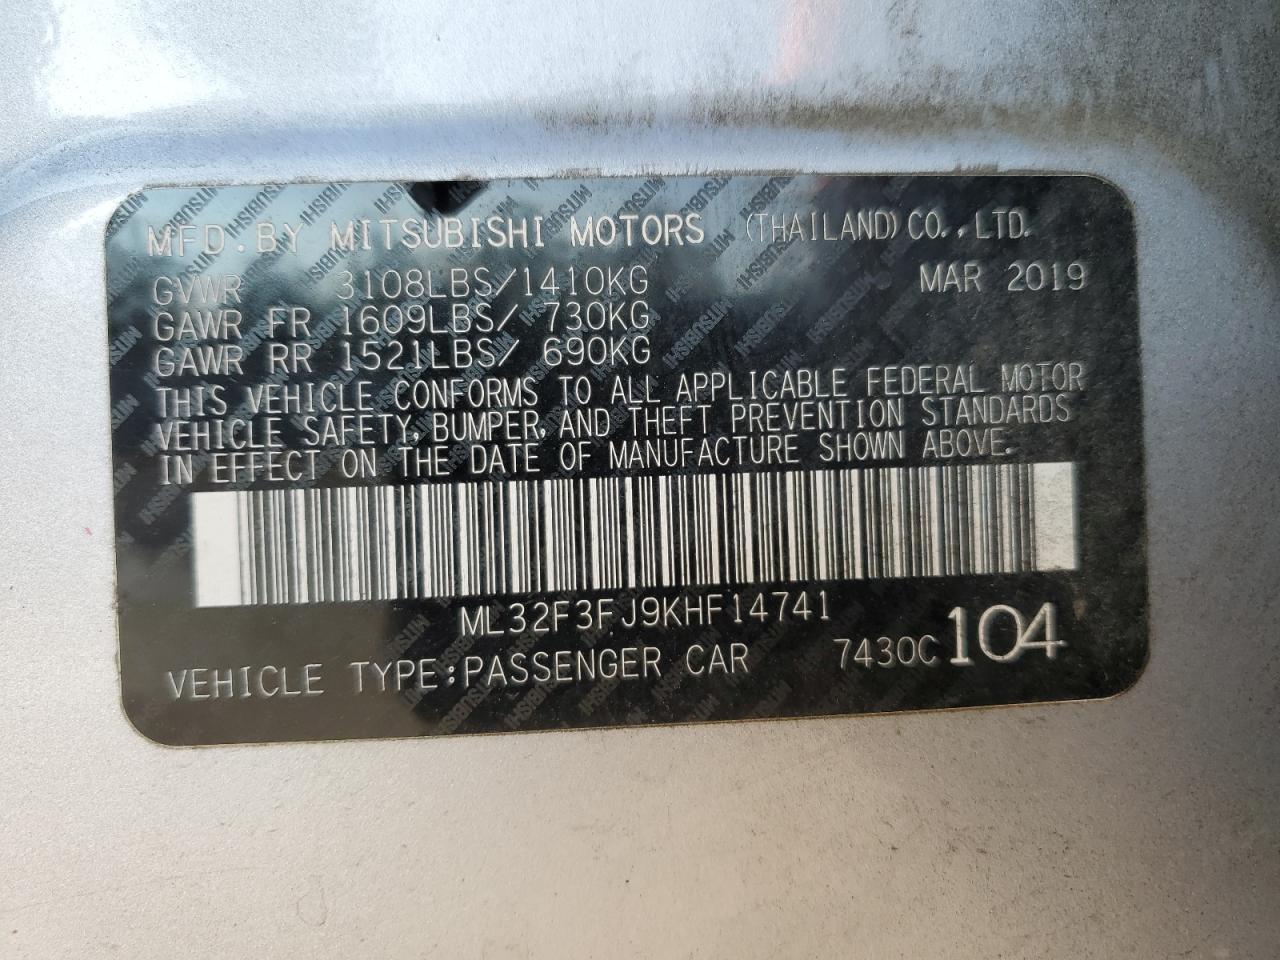 MFD.BY MITSUBISHI MOTORS (THAILAND) CO.,LTD.
GVWR 3108LBS/1410KG MAR 2019
GAWR FR 1609LBS/ 730KG
GAWR RR 1521LBS/ 690KG
THIS VEHICLE CONFORMS TO ALL APPLICABLE FEDERAL MOTOR
VEHICLE SAFETY, BUMPER, AND THEFT PREVENTION STANDARDS
IN EFFECT ON THE DATE OF MANUFACTURE SHOWN ABOVE.
ML32F3FJ9KHF14741
VEHICLE TYPE:PASSENGER CAR 7430C 104